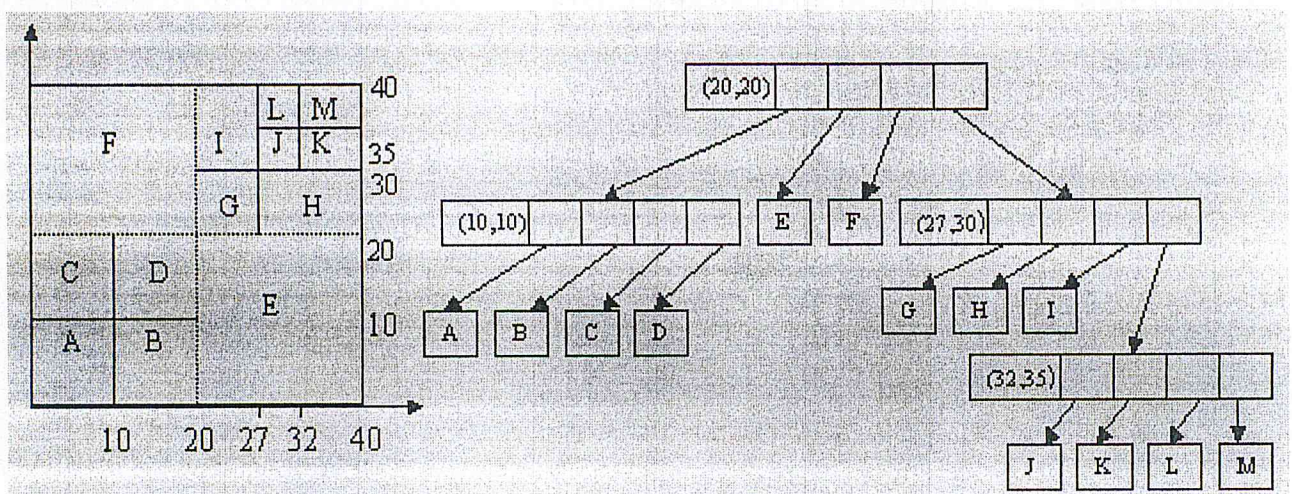 40
L M
F I J K 35
30
G H
20
C D
E
10
A B
10 20 27 32 40
(20,20)
(10,10) E F (27,30)
G H I
A B C D
(32,35)
J K L M